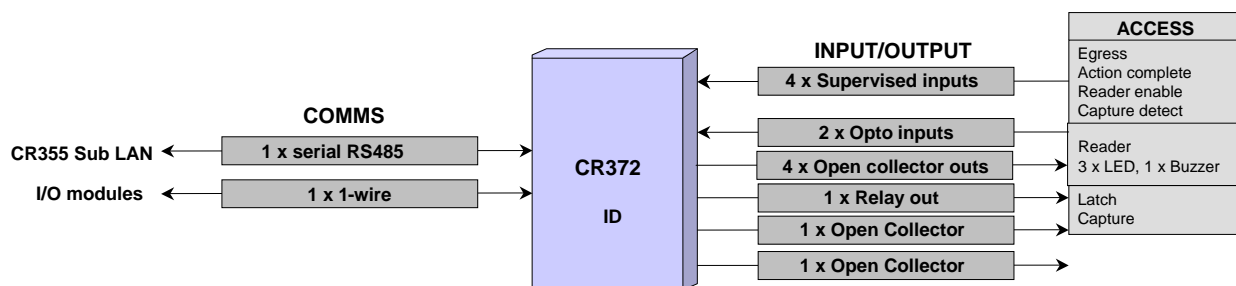 COMMS
CR355 Sub LAN
1 x serial RS485
I/O modules
1 x 1-wire
CR372
ID
INPUT/OUTPUT
4 x Supervised inputs
2 x Opto inputs
4 x Open collector outs
1 x Relay out
1 x Open Collector
1 x Open Collector
ACCESS
Egress
Action complete
Reader enable
Capture detect
Reader
3 x LED, 1 x Buzzer
Latch
Capture